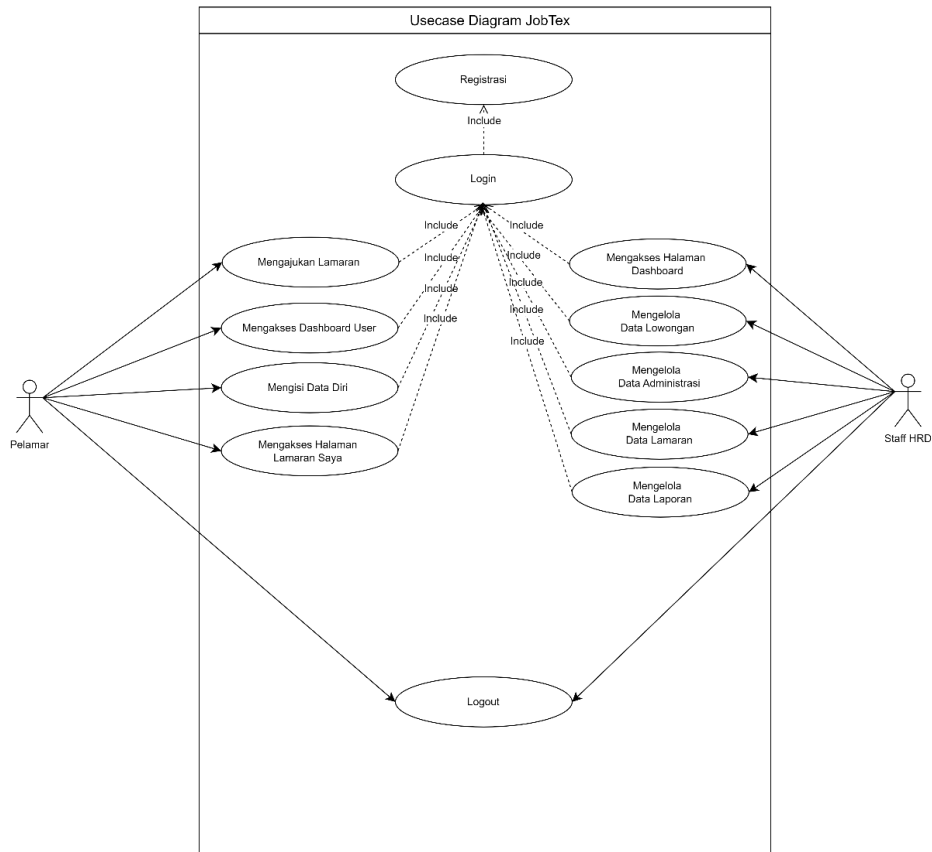 Usecase Diagram JobTex
Registrasi
Include
Login
Include
Include
Mengajukan Lamaran
Mengakses Halaman
Dashboard
Include
Include
Include
Include
Mengakses Dashboard User
Mengelola
Data Lowongan
Include
Include
Include
Mengisi Data Diri
Mengelola
Data Administrasi
Pelamar
Staff HRD
Mengakses Halaman
Lamaran Saya
Mengelola
Data Lamaran
Mengelola
Data Laporan
Logout